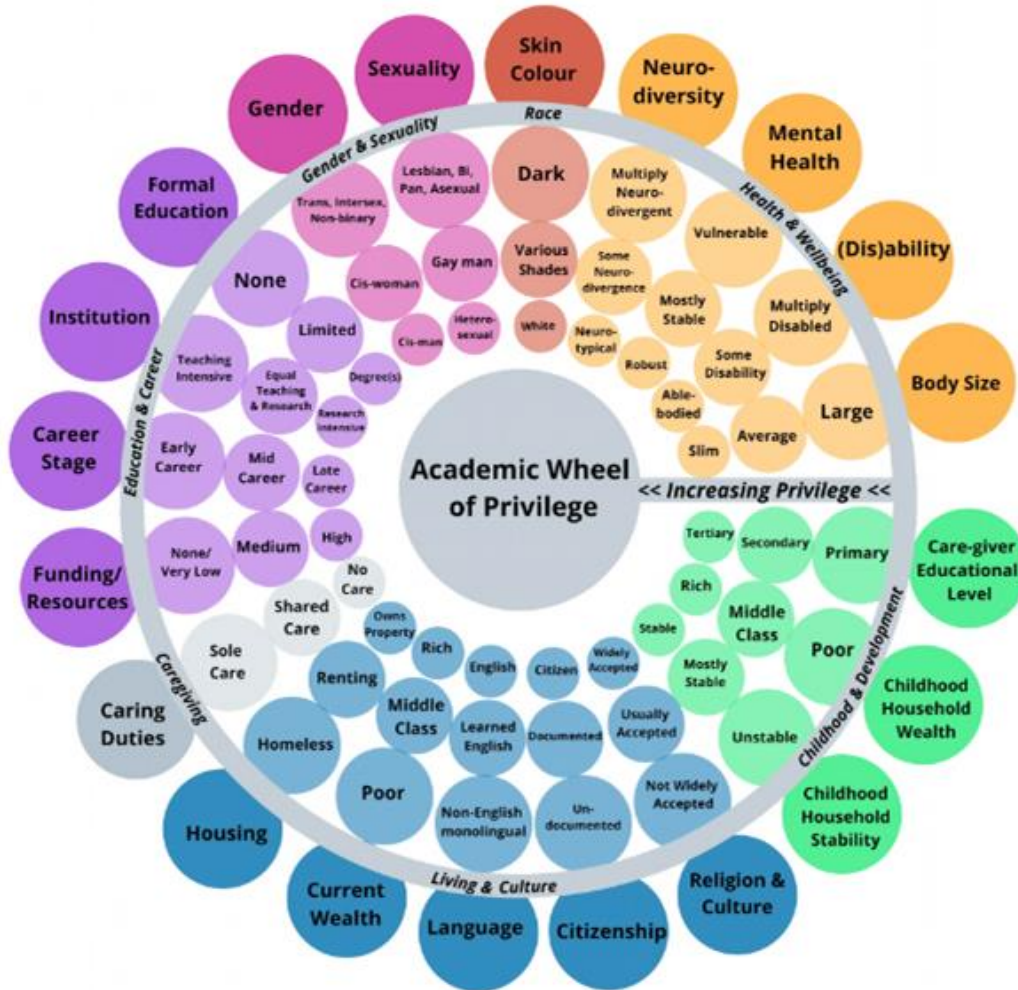 Academic Wheel
of Privilege
<< Increasing Privilege <<
Race
Skin
Colour
Dark
Various
Shades
White
Health & Wellbeing
Neuro-
diversity
Multiply
Neuro-
divergent
Some
Neuro-
divergence
Neuro-
typical
Mental
Health
Vulnerable
Mostly
Stable
Robust
(Dis)ability
Multiply
Disabled
Some
Disability
Able-
bodied
Body Size
Large
Average
Slim
Childhood & Development
Care-giver
Educational
Level
Primary
Secondary
Tertiary
Childhood
Household
Wealth
Poor
Middle
Class
Rich
Childhood
Household
Stability
Unstable
Mostly
Stable
Stable
Living & Culture
Religion &
Culture
Not Widely
Accepted
Usually
Accepted
Widely
Accepted
Citizenship
Un-
documented
Documented
Citizen
Language
Non-English
monolingual
Learned
English
English
Current
Wealth
Poor
Middle
Class
Rich
Housing
Homeless
Renting
Owns
Property
Caregiving
Caring
Duties
Sole
Care
Shared
Care
No
Care
Education & Career
Funding/
Resources
None/
Very Low
Medium
High
Career
Stage
Early
Career
Mid
Career
Late
Career
Institution
Teaching
Intensive
Equal
Teaching
& Research
Research
Intensive
Formal
Education
None
Limited
Degree(s)
Gender & Sexuality
Gender
Trans, Intersex,
Non-binary
Cis-woman
Cis-man
Sexuality
Lesbian, Bi,
Pan, Asexual
Gay man
Hetero-
sexual